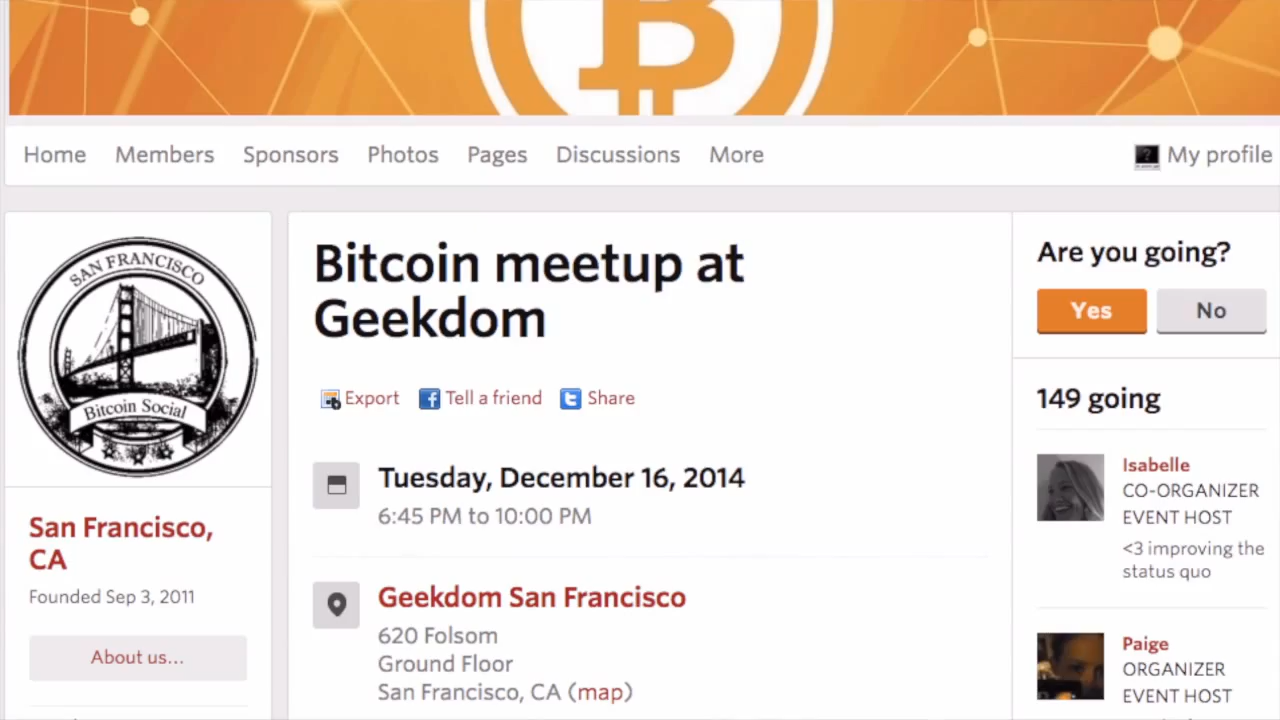 Home Members Sponsors Photos Pages Discussions More My profile
SAN FRANCISCO
Bitcoin Social
San Francisco,
CA
Founded Sep 3, 2011
About us...
Bitcoin meetup at
Geekdom
Export Tell a friend Share
Tuesday, December 16, 2014
6:45 PM to 10:00 PM
Geekdom San Francisco
620 Folsom
Ground Floor
San Francisco, CA (map)
Are you going?
Yes No
149 going
Isabelle
CO-ORGANIZER
EVENT HOST
<3 improving the
status quo
Paige
ORGANIZER
EVENT HOST